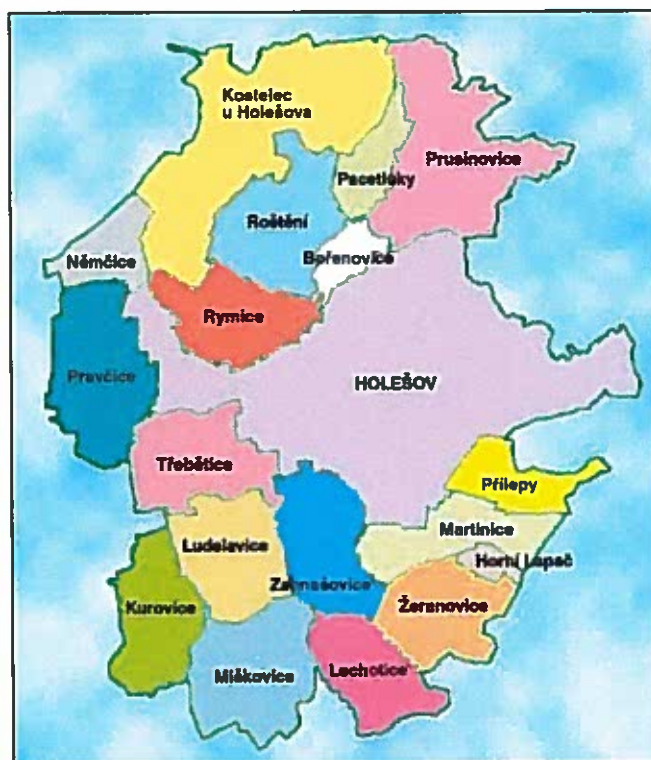 Kostelec
u Holešova
Prusinovice
Pacetluky
Roštění
Bořenovice
Němčice
Rymice
Pravčice
HOLEŠOV
Třebětice
Přílepy
Martinice
Ludslavice
Horní Lapač
Zahnašovice
Kurovice
Žeranovice
Míškovice
Lechotice